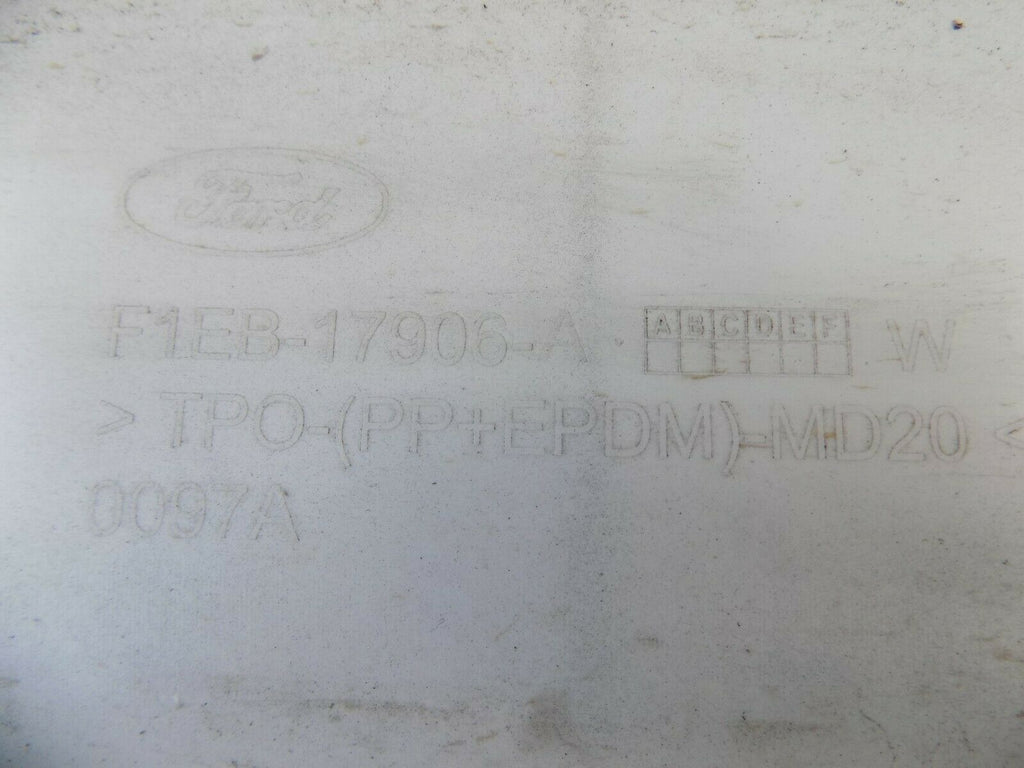 Ford
F1EB-17906-A ABCDEF W
> TPO-(PP+EPDM)-MD20 <
0097A